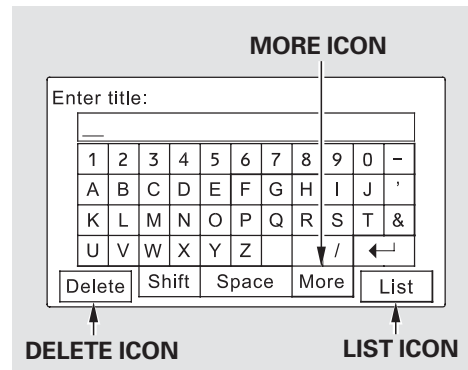 MORE ICON
Enter title:
1 2 3 4 5 6 7 8 9 0 –
A B C D E F G H I J ’
K L M N O P Q R S T &
U V W X Y Z /
Delete Shift Space More List
DELETE ICON LIST ICON